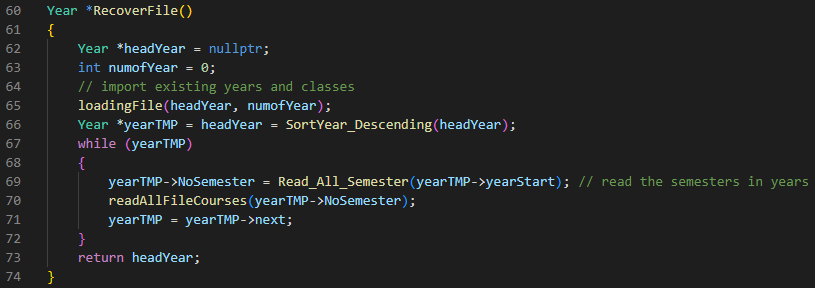 60 Year *RecoverFile()
61 {
62     Year *headYear = nullptr;
63     int numofYear = 0;
64     // import existing years and classes
65     loadingFile(headYear, numofYear);
66     Year *yearTMP = headYear = SortYear_Descending(headYear);
67     while (yearTMP)
68     {
69         yearTMP->NoSemester = Read_All_Semester(yearTMP->yearStart); // read the semesters in years
70         readAllFileCourses(yearTMP->NoSemester);
71         yearTMP = yearTMP->next;
72     }
73     return headYear;
74 }